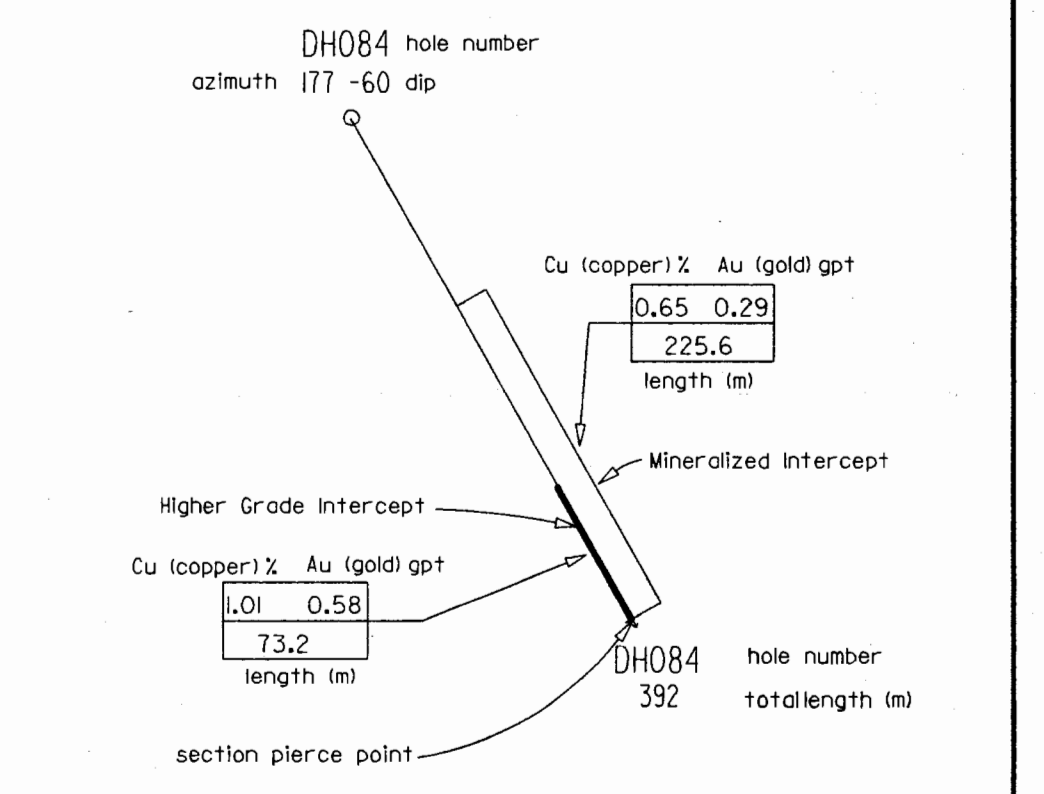 DH084 hole number
azimuth 177 -60 dip
Cu (copper) % Au (gold) gpt
0.65 0.29
225.6
length (m)
Mineralized Intercept
Higher Grade Intercept
Cu (copper) % Au (gold) gpt
1.01 0.58
73.2
length (m)
DH084 hole number
392 total length (m)
section pierce point